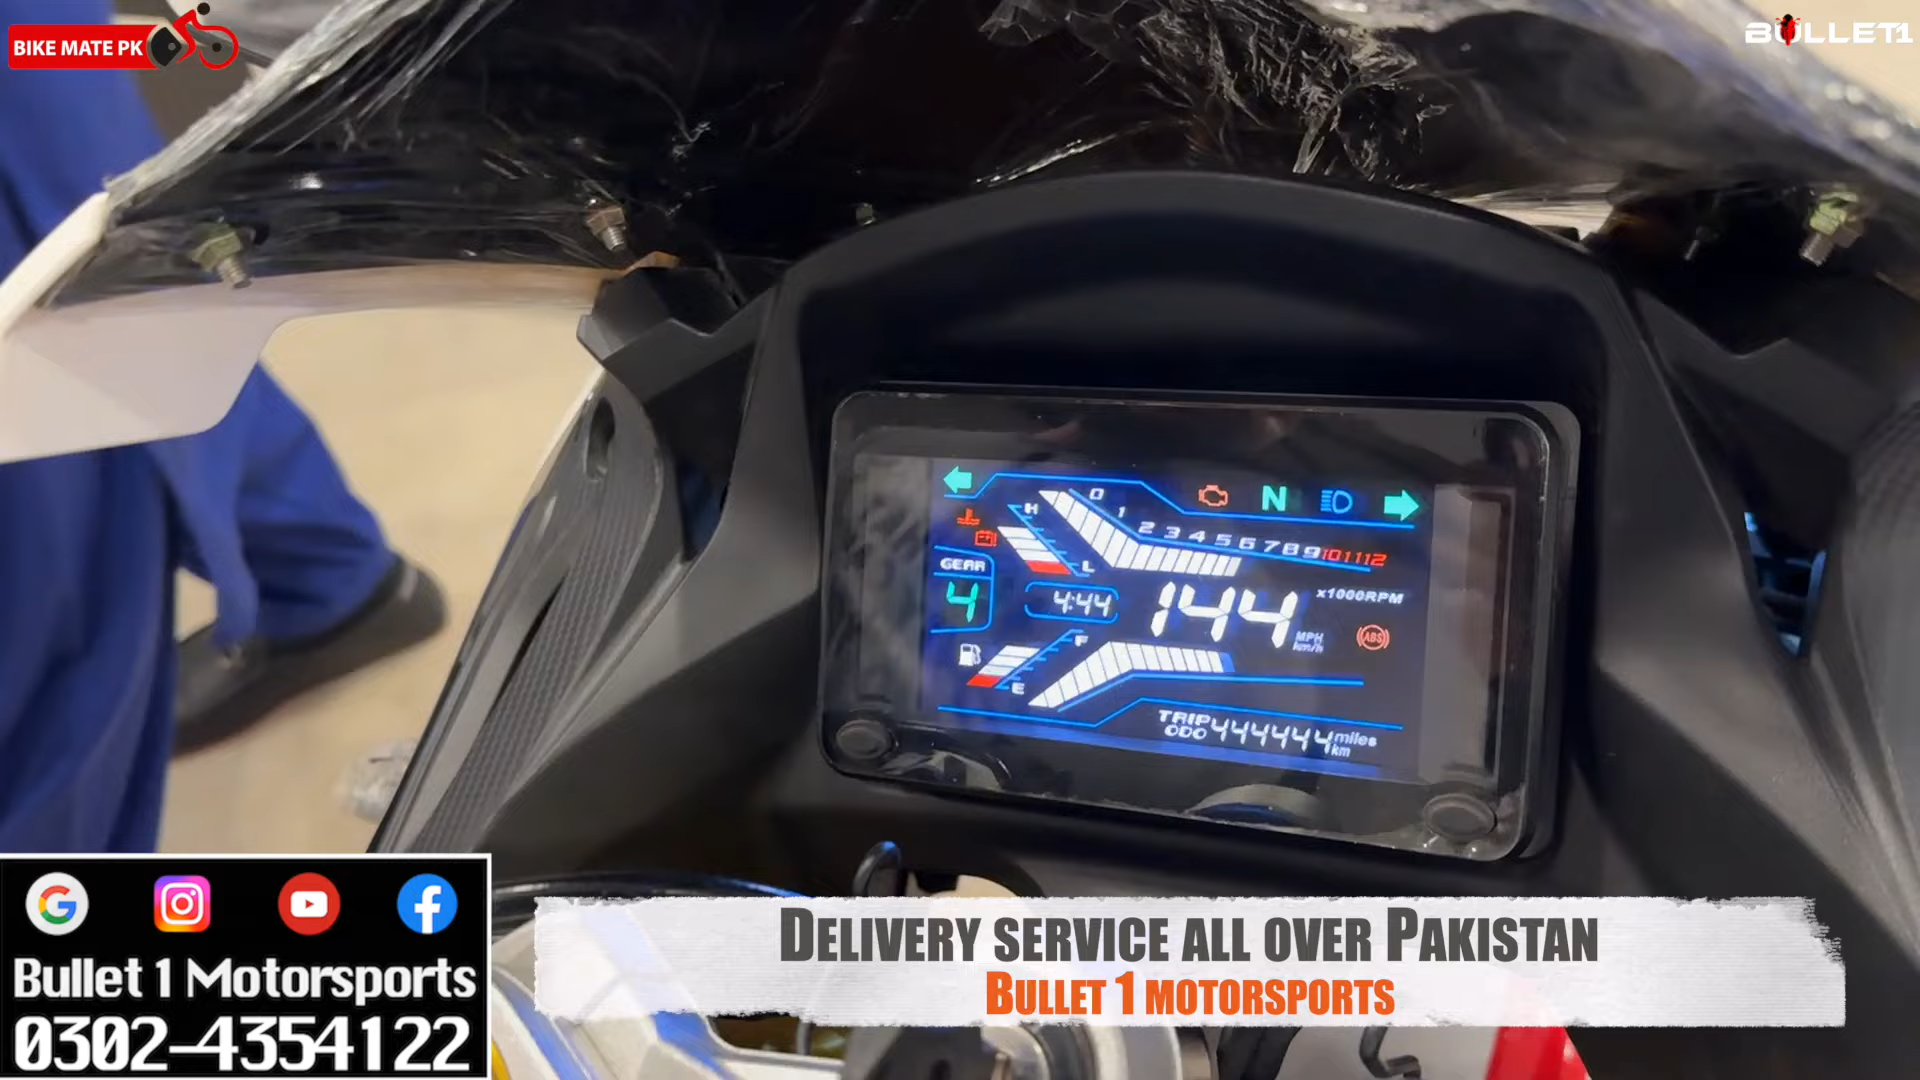 BIKE MATE PK
BULLET1
N
0 1 2 3 4 5 6 7 8 9 10 11 12
H
L
GEAR
4
4:44
144
x1000RPM
MPH
km/h
ABS
F
E
TRIP
ODO
444444
miles
km
Bullet 1 Motorsports
0302-4354122
DELIVERY SERVICE ALL OVER PAKISTAN
BULLET 1 MOTORSPORTS